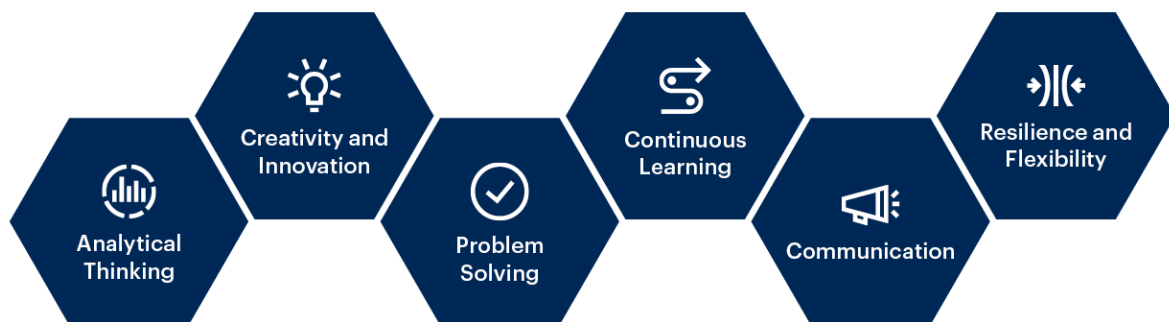 Analytical
Thinking
Creativity and
Innovation
Problem
Solving
Continuous
Learning
Communication
Resilience and
Flexibility